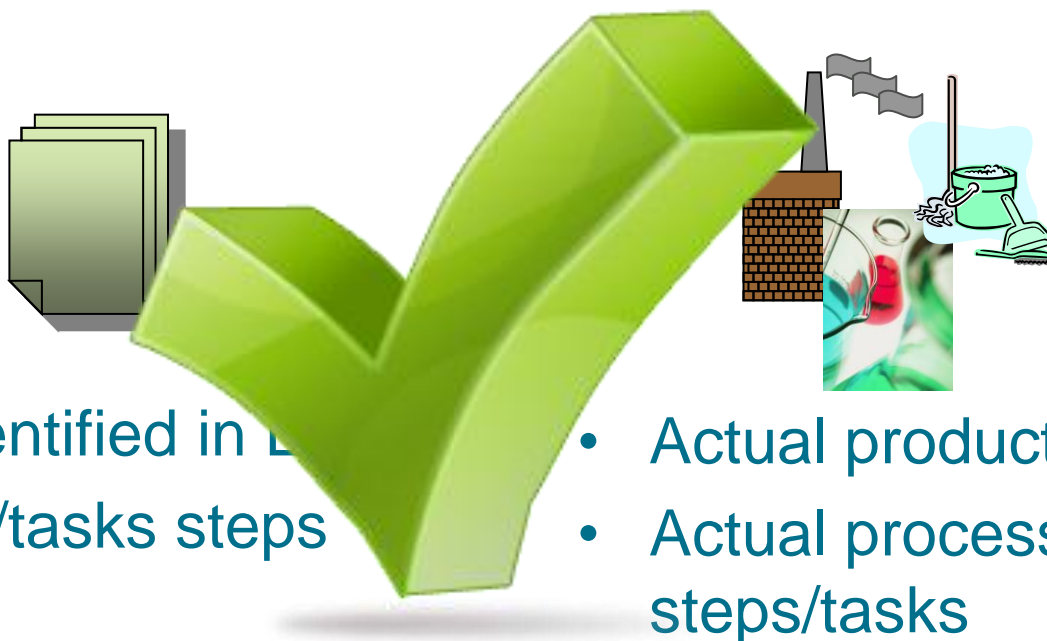 entified in
/tasks steps
• Actual product
• Actual process
steps/tasks